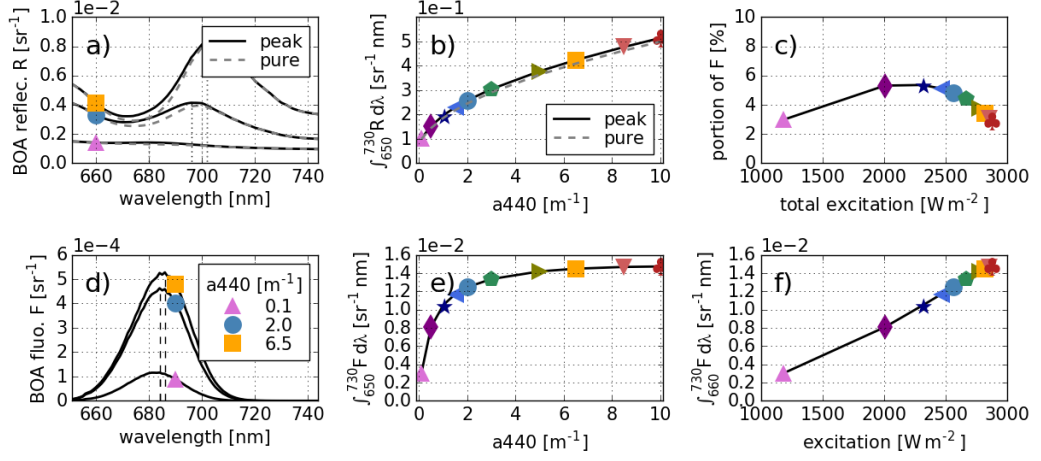 1e−2
BOA reflec. R [sr⁻¹]
1.0
0.8
0.6
0.4
0.2
0.0
a)
peak
pure
660 680 700 720 740
wavelength [nm]
1e−1
∫₆₅₀⁷³⁰R dλ [sr⁻¹ nm]
5
4
3
2
1
0
b)
peak
pure
0 2 4 6 8 10
a440 [m⁻¹]
portion of F [%]
8
6
4
2
0
c)
1000 1500 2000 2500 3000
total excitation [W m⁻²]
1e−4
BOA fluo. F [sr⁻¹]
6
5
4
3
2
1
0
d)
a440 [m⁻¹]
0.1
2.0
6.5
660 680 700 720 740
wavelength [nm]
1e−2
∫₆₅₀⁷³⁰F dλ [sr⁻¹ nm]
1.6
1.4
1.2
1.0
0.8
0.6
0.4
0.2
0.0
e)
0 2 4 6 8 10
a440 [m⁻¹]
1e−2
∫₆₆₀⁷³⁰F dλ [sr⁻¹ nm]
1.6
1.4
1.2
1.0
0.8
0.6
0.4
0.2
0.0
f)
1000 1500 2000 2500 3000
excitation [W m⁻²]